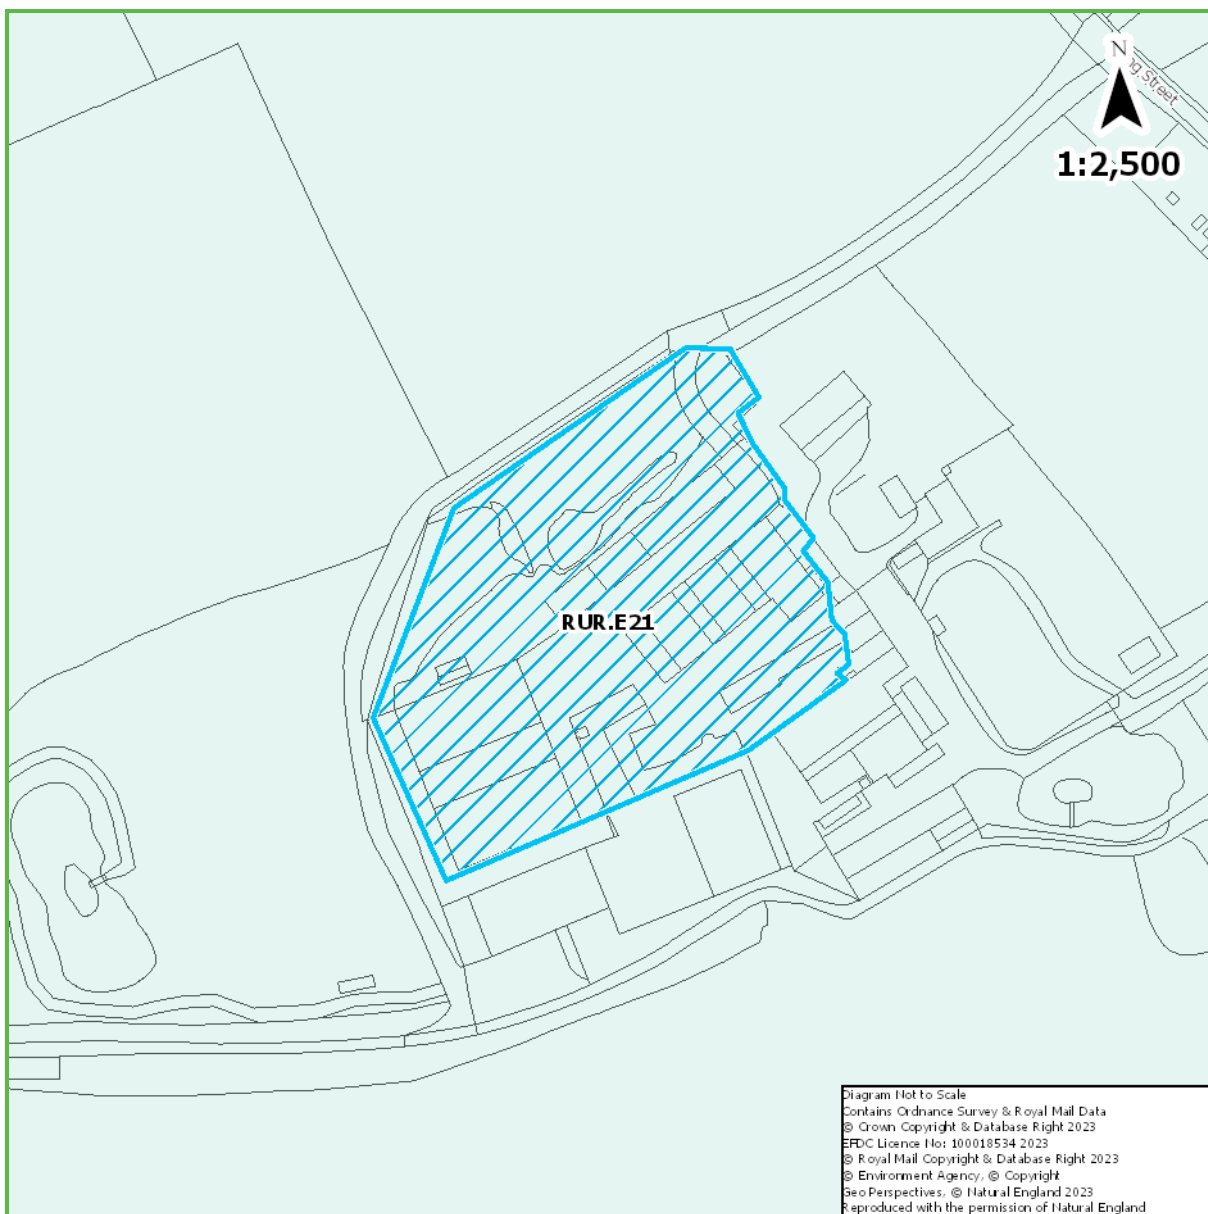 N
Street
1:2,500
RUR.E21
Diagram Not to Scale
Contains Ordnance Survey & Royal Mail Data
© Crown Copyright & Database Right 2023
EFDC Licence No: 100018534 2023
© Royal Mail Copyright & Database Right 2023
© Environment Agency, © Copyright
Geo Perspectives, © Natural England 2023
Reproduced with the permission of Natural England